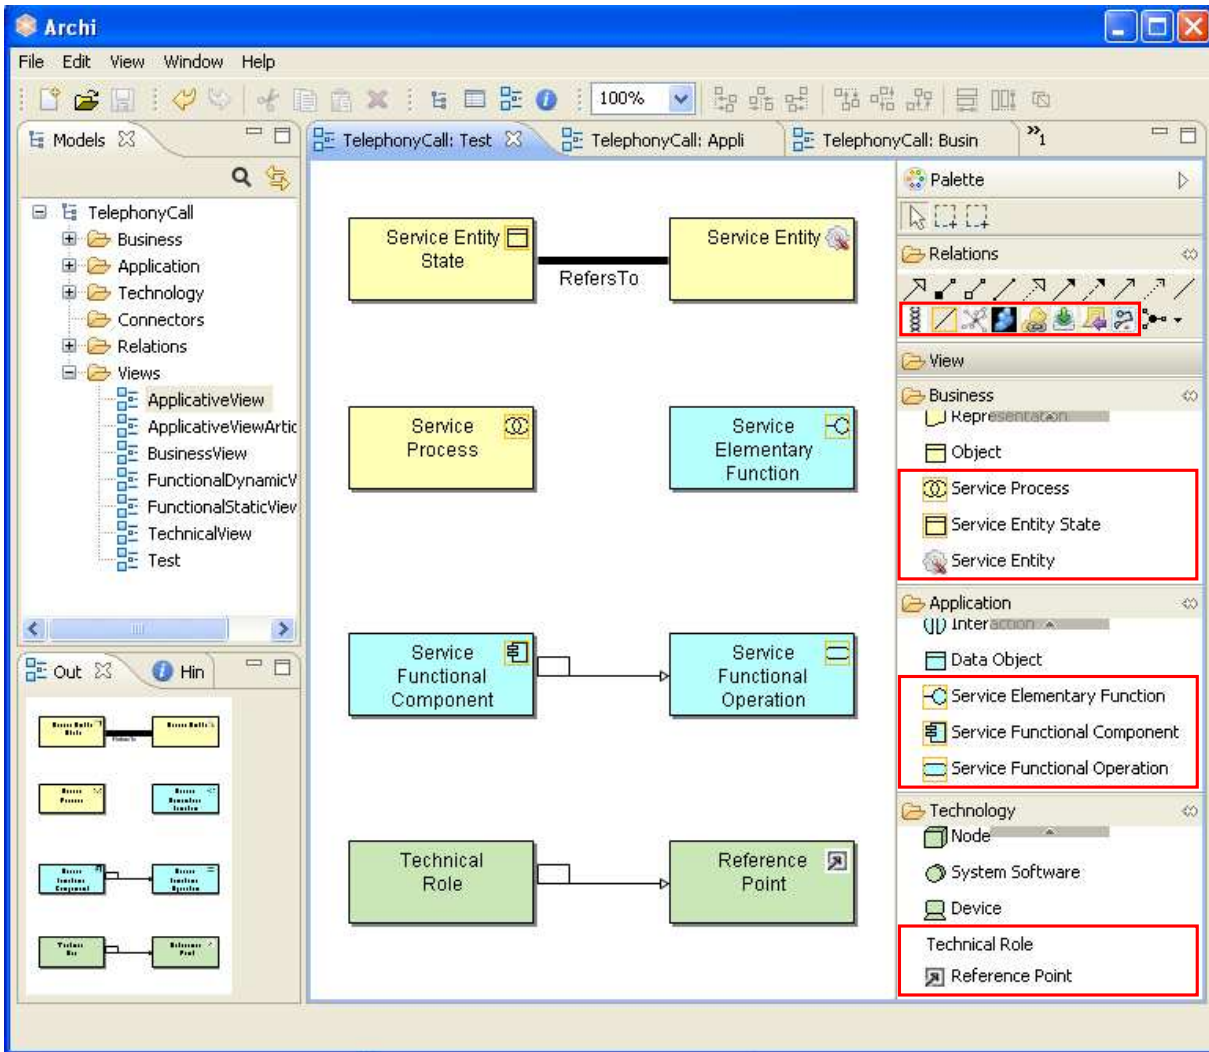 Archi
File Edit View Window Help
100%
Models
TelephonyCall: Test
TelephonyCall: Appli
TelephonyCall: Busin
»1
TelephonyCall
Business
Application
Technology
Connectors
Relations
Views
ApplicativeView
ApplicativeViewArtic
BusinessView
FunctionalDynamicV
FunctionalStaticView
TechnicalView
Test
Out
Hin
Service Entity
State
RefersTo
Service Entity
Service
Process
Service
Elementary
Function
Service
Functional
Component
Service
Functional
Operation
Technical
Role
Reference
Point
Palette
Relations
View
Business
Representation
Object
Service Process
Service Entity State
Service Entity
Application
Interaction
Data Object
Service Elementary Function
Service Functional Component
Service Functional Operation
Technology
Node
System Software
Device
Technical Role
Reference Point